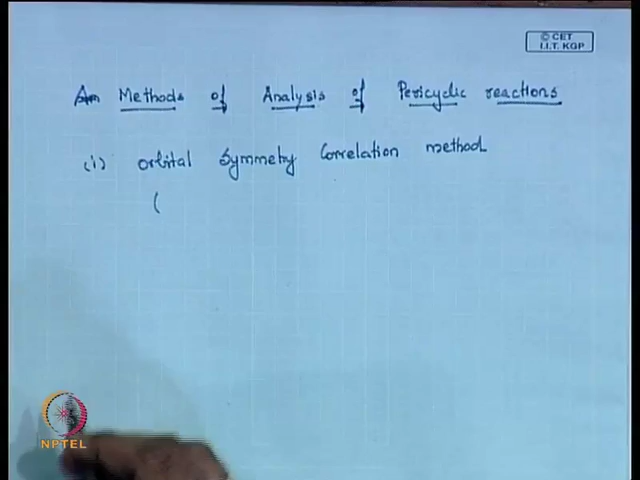 © CET
I.I.T. KGP
Methods of Analysis of Pericyclic reactions
(i) orbital Symmetry Correlation method
(
NPTEL